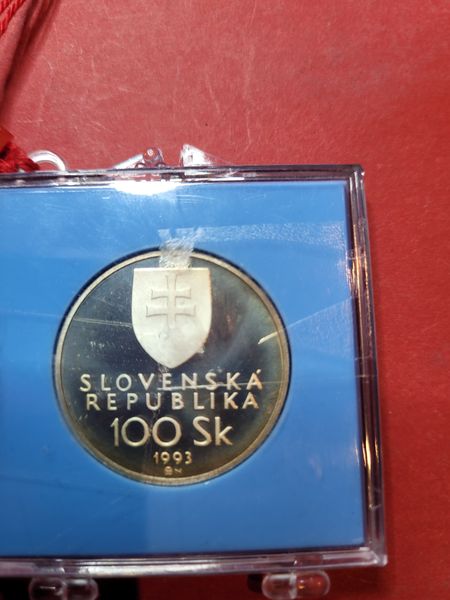 SLOVENSKÁ
REPUBLIKA
100 Sk
1993